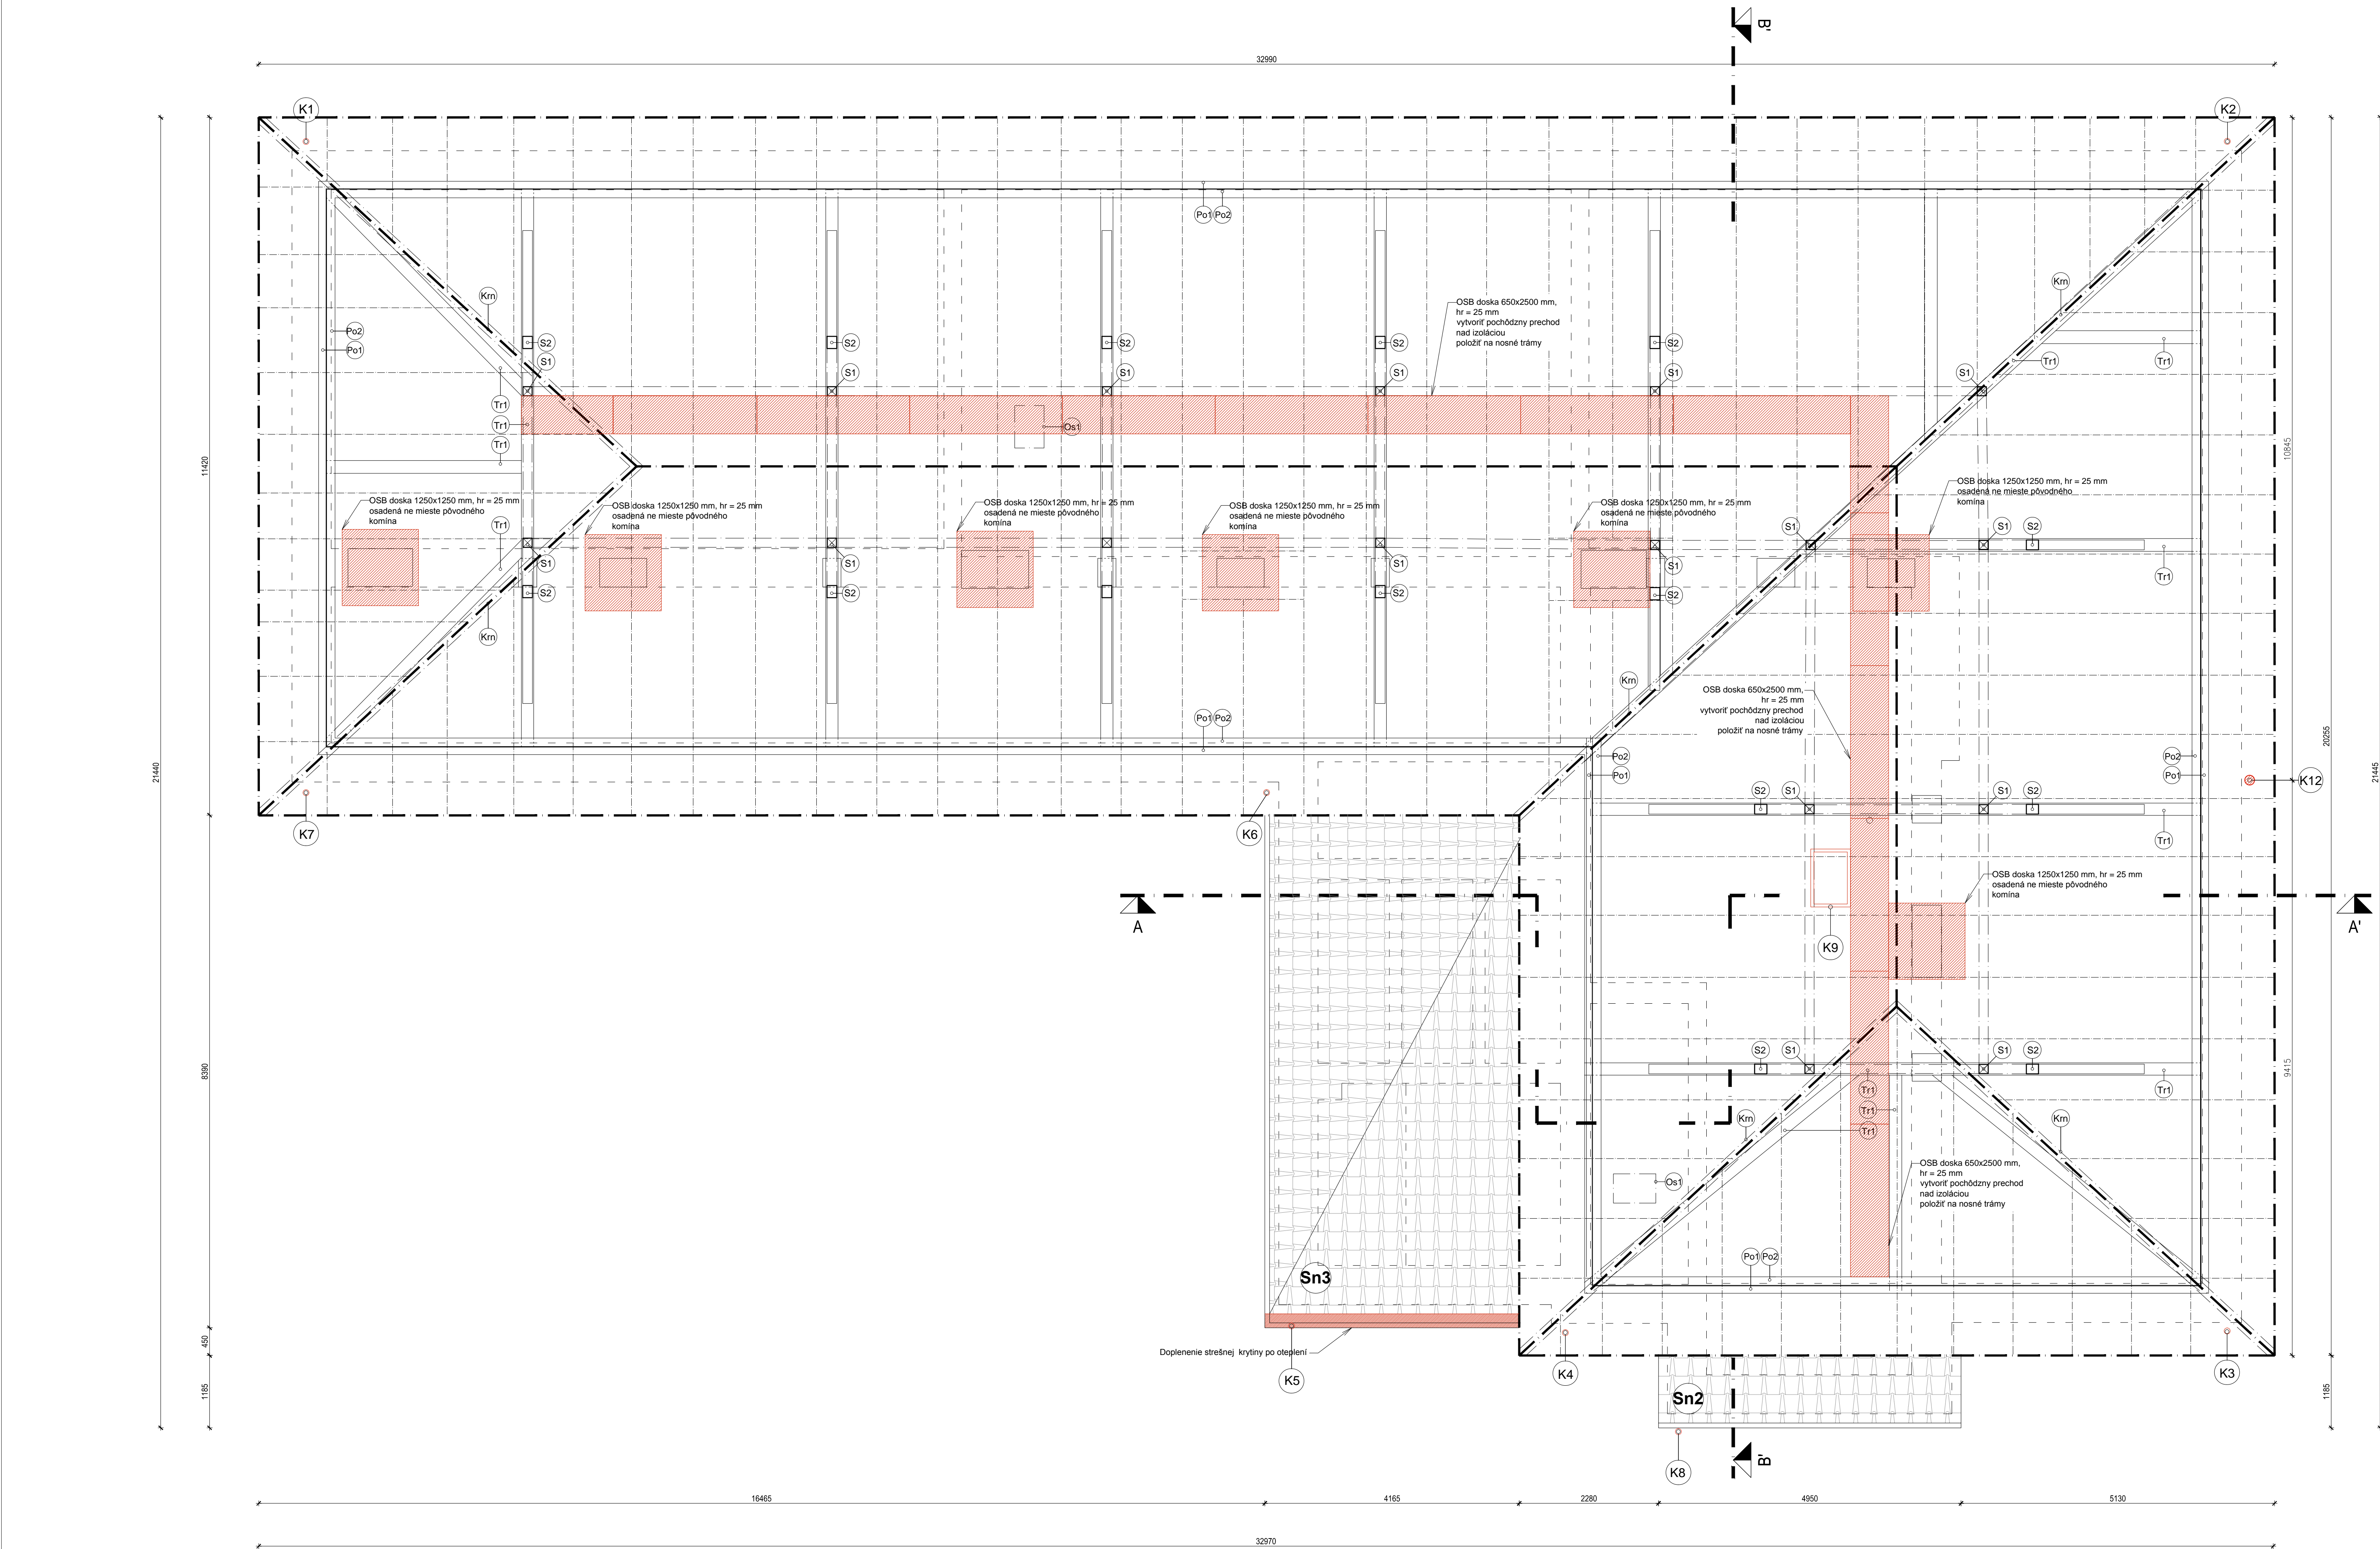 B'
32990
K1
K2
Po1
Po2
Krn
Krn
OSB doska 650x2500 mm,
hr = 25 mm
vytvoriť pochôdzny prechod
nad izoláciou
položiť na nosné trámy
Po2
Po1
S2
S2
S2
S2
S2
S1
S1
S1
S1
S1
S1
Tr1
Tr1
Tr1
Tr1
Tr1
Os1
11420
10845
OSB doska 1250x1250 mm, hr = 25 mm
osadená ne mieste pôvodného
komína
OSB doska 1250x1250 mm, hr = 25 mm
osadená ne mieste pôvodného
komína
OSB doska 1250x1250 mm, hr = 25 mm
osadená ne mieste pôvodného
komína
OSB doska 1250x1250 mm, hr = 25 mm
osadená ne mieste pôvodného
komína
OSB doska 1250x1250 mm, hr = 25 mm
osadená ne mieste pôvodného
komína
OSB doska 1250x1250 mm, hr = 25 mm
osadená ne mieste pôvodného
komína
Tr1
S1
S1
S2
S1
S1
S1
S1
Tr1
S2
S2
S2
S2
Krn
Krn
OSB doska 650x2500 mm,
hr = 25 mm
vytvoriť pochôdzny prechod
nad izoláciou
položiť na nosné trámy
Po1
Po2
Po2
Po1
Po2
Po1
21440
20255
21445
K12
S2
S1
S1
S2
K7
K6
Tr1
OSB doska 1250x1250 mm, hr = 25 mm
osadená ne mieste pôvodného
komína
A
A'
K9
8390
9415
S2
S1
S1
S2
Tr1
Tr1
Tr1
Tr1
Krn
Krn
OSB doska 650x2500 mm,
hr = 25 mm
vytvoriť pochôdzny prechod
nad izoláciou
položiť na nosné trámy
Os1
Po1
Po2
Sn3
450
Doplenenie strešnej krytiny po oteplení
K5
K4
K3
1185
1185
Sn2
B'
K8
16465
4165
2280
4950
5130
32970